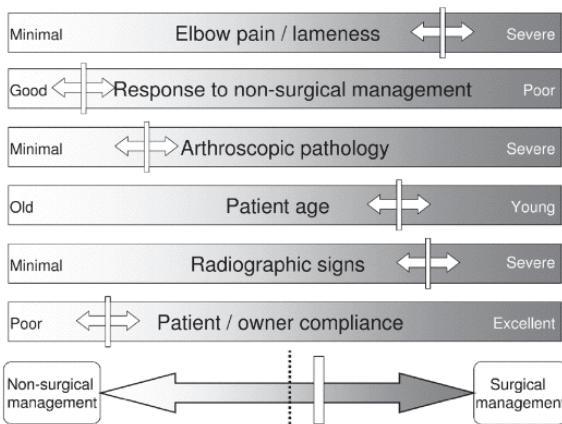 Minimal Elbow pain / lameness Severe
Good Response to non-surgical management Poor
Minimal Arthroscopic pathology Severe
Old Patient age Young
Minimal Radiographic signs Severe
Poor Patient / owner compliance Excellent
Non-surgical
management
Surgical
management